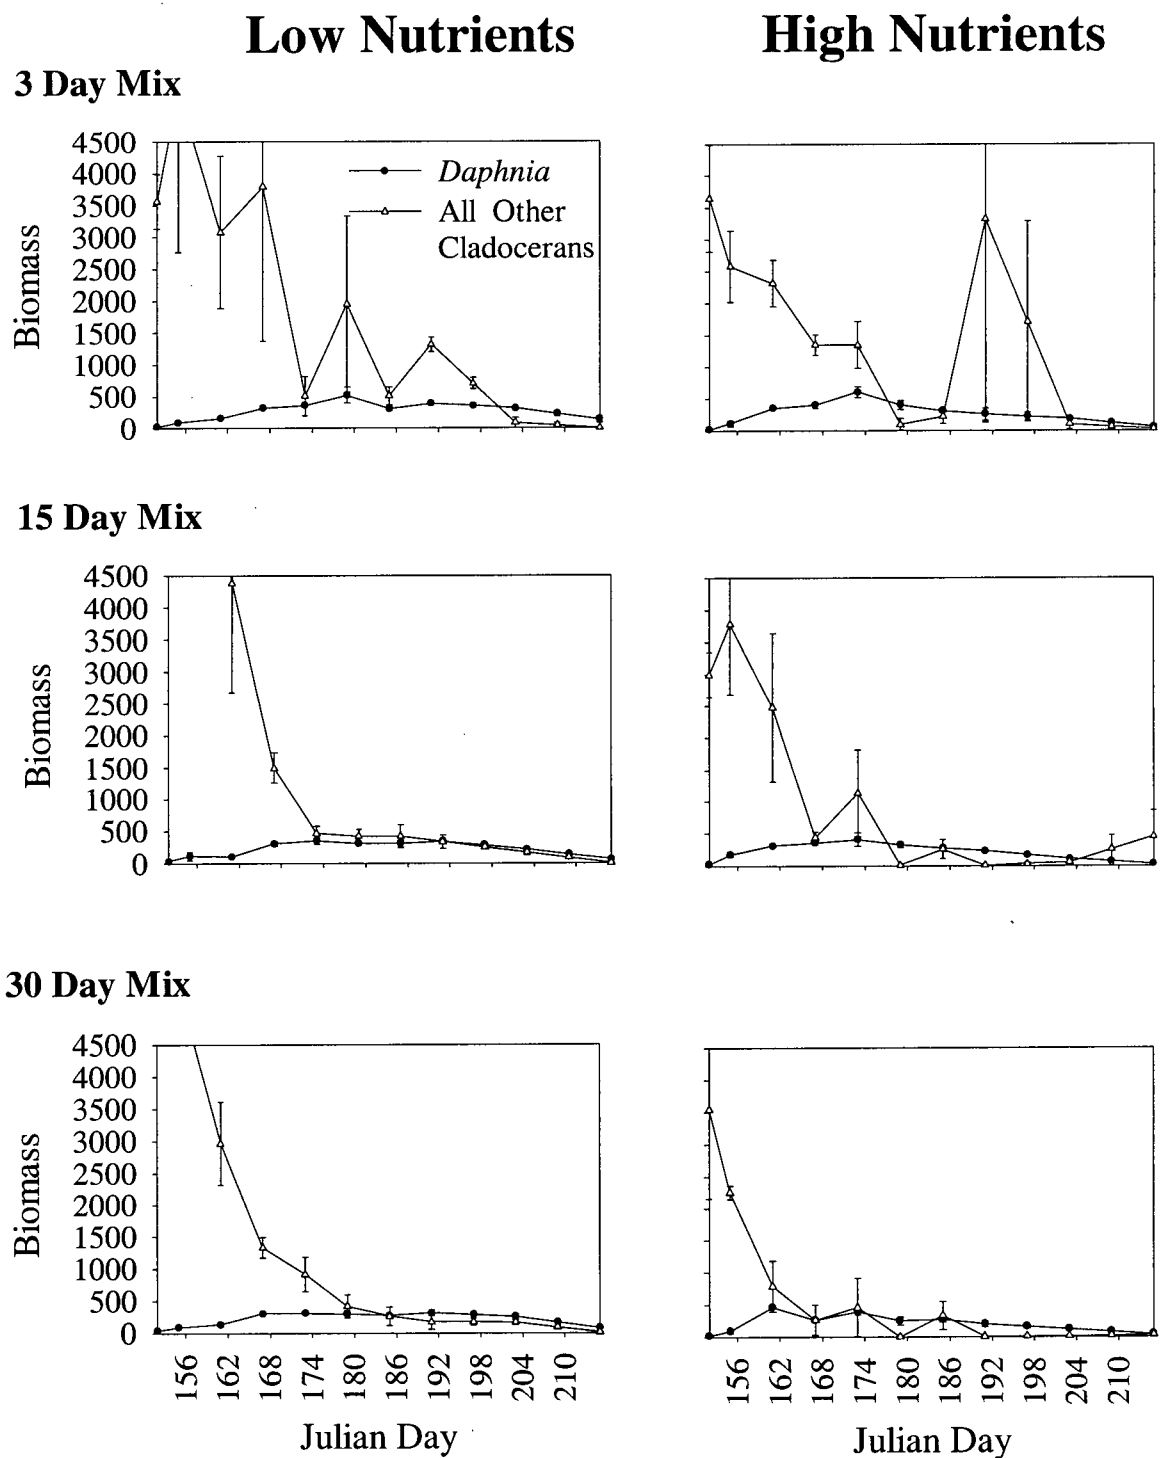 Low Nutrients High Nutrients
3 Day Mix
4500
4000
3500
3000
2500
2000
1500
1000
500
0
Biomass
Daphnia
All Other
Cladocerans
15 Day Mix
4500
4000
3500
3000
2500
2000
1500
1000
500
0
Biomass
30 Day Mix
4500
4000
3500
3000
2500
2000
1500
1000
500
0
Biomass
156 162 168 174 180 186 192 198 204 210
156 162 168 174 180 186 192 198 204 210
Julian Day Julian Day